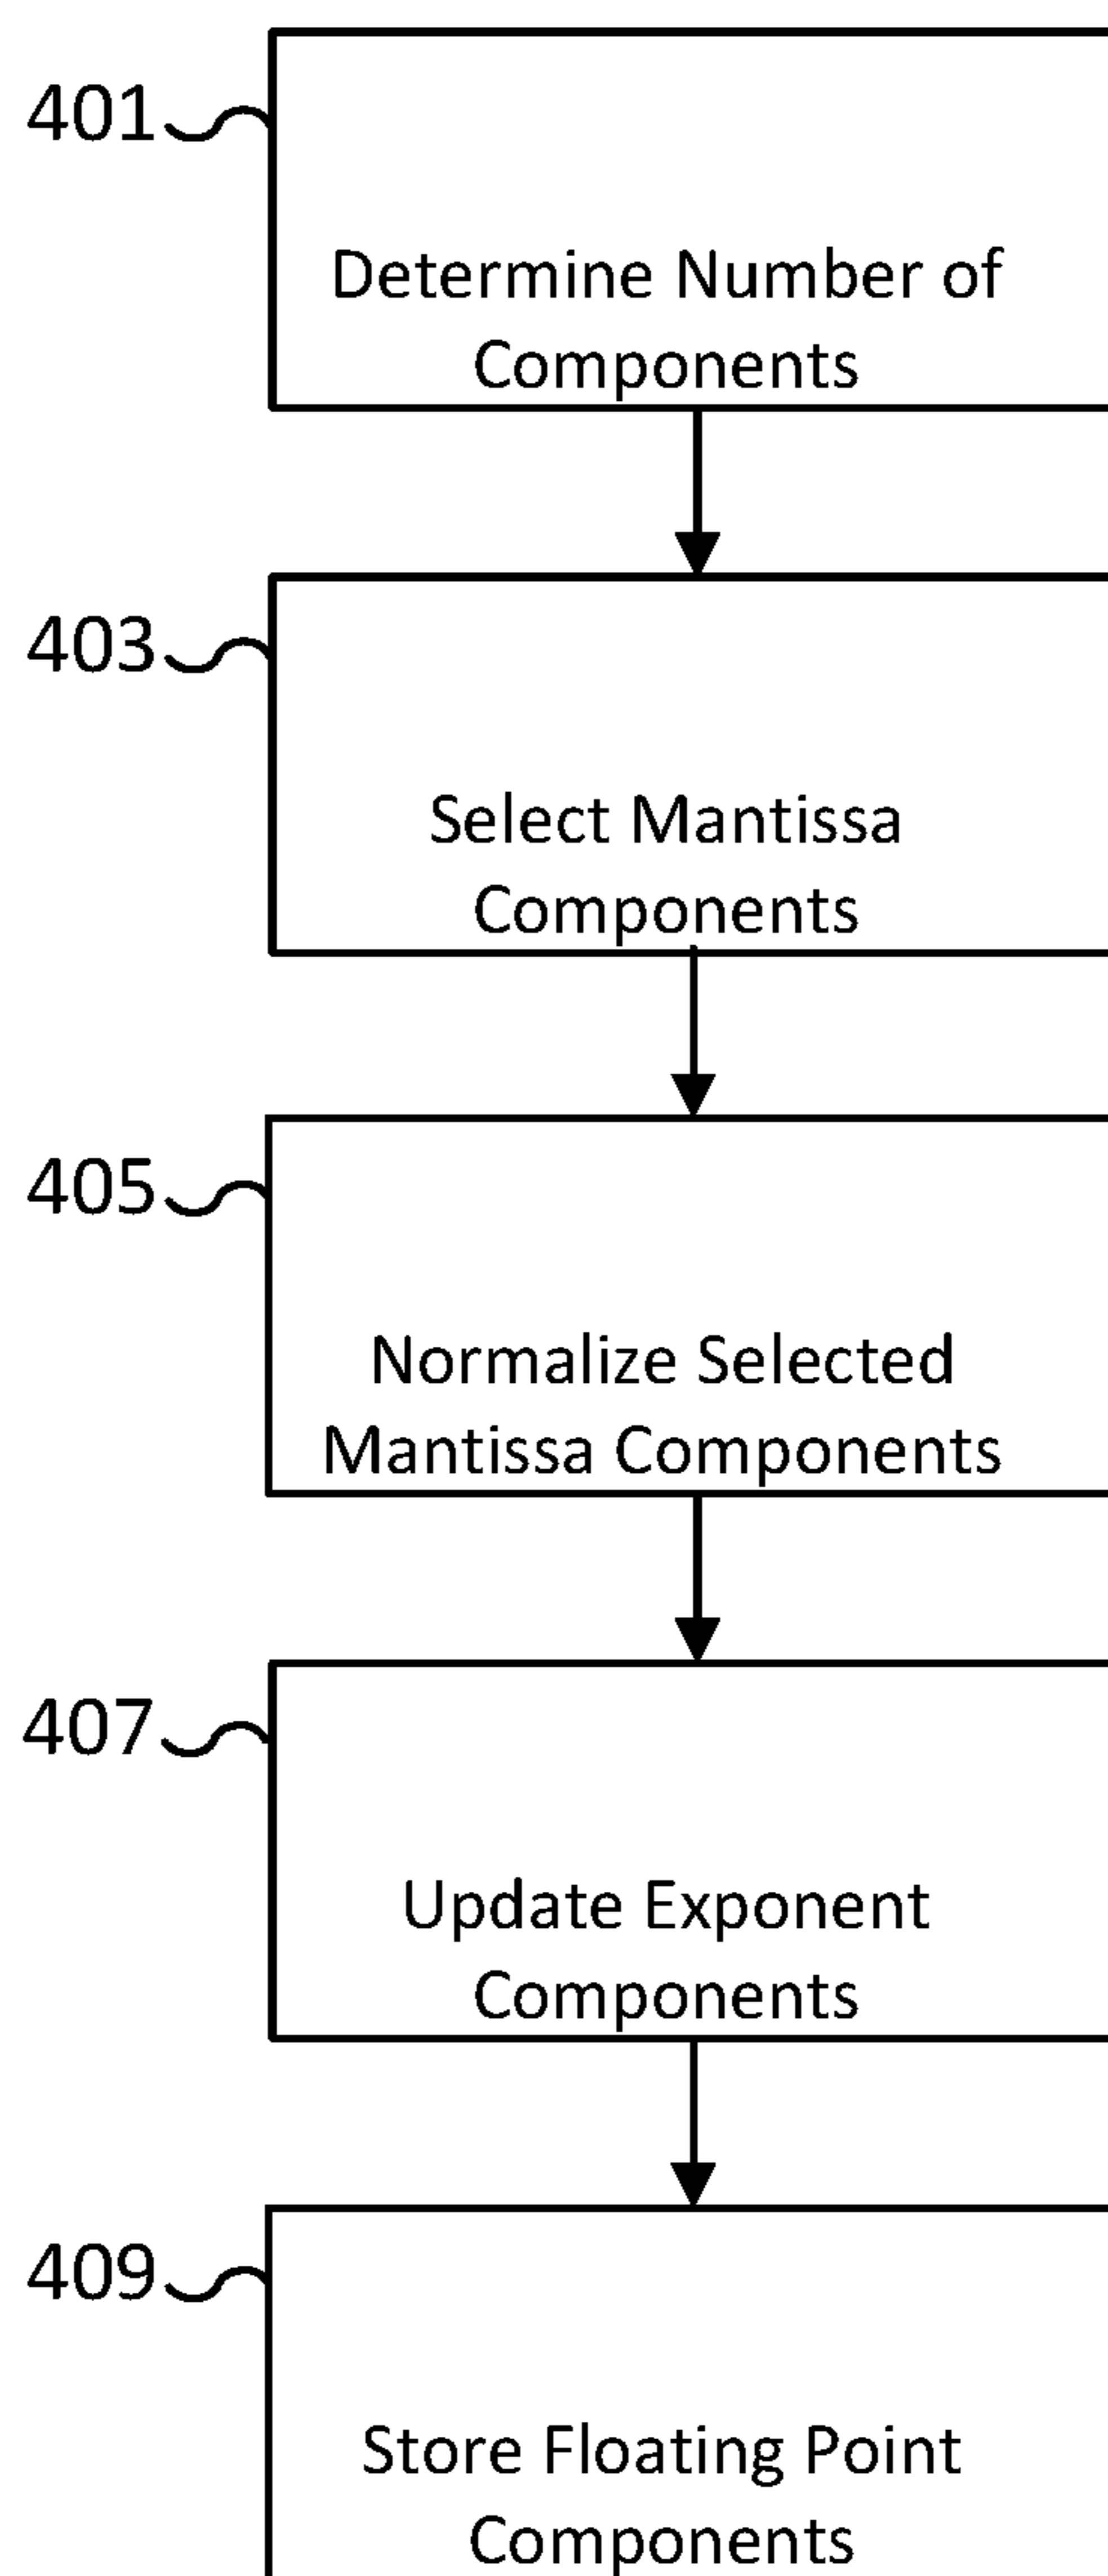 401
Determine Number of
Components
403
Select Mantissa
Components
405
Normalize Selected
Mantissa Components
407
Update Exponent
Components
409
Store Floating Point
Components